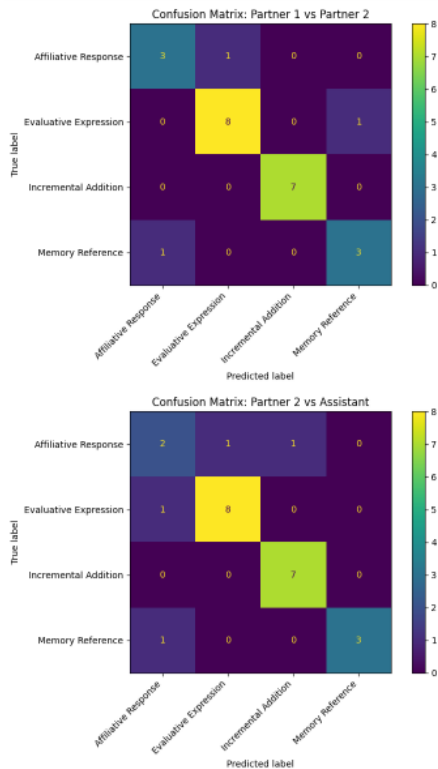 Confusion Matrix: Partner 1 vs Partner 2
Affiliative Response 3 1 0 0
Evaluative Expression 0 8 0 1
Incremental Addition 0 0 7 0
Memory Reference 1 0 0 3
True label
Affiliative Response
Evaluative Expression
Incremental Addition
Memory Reference
Predicted label
8
7
6
5
4
3
2
1
0
Confusion Matrix: Partner 2 vs Assistant
Affiliative Response 2 1 1 0
Evaluative Expression 1 8 0 0
Incremental Addition 0 0 7 0
Memory Reference 1 0 0 3
True label
Affiliative Response
Evaluative Expression
Incremental Addition
Memory Reference
Predicted label
8
7
6
5
4
3
2
1
0